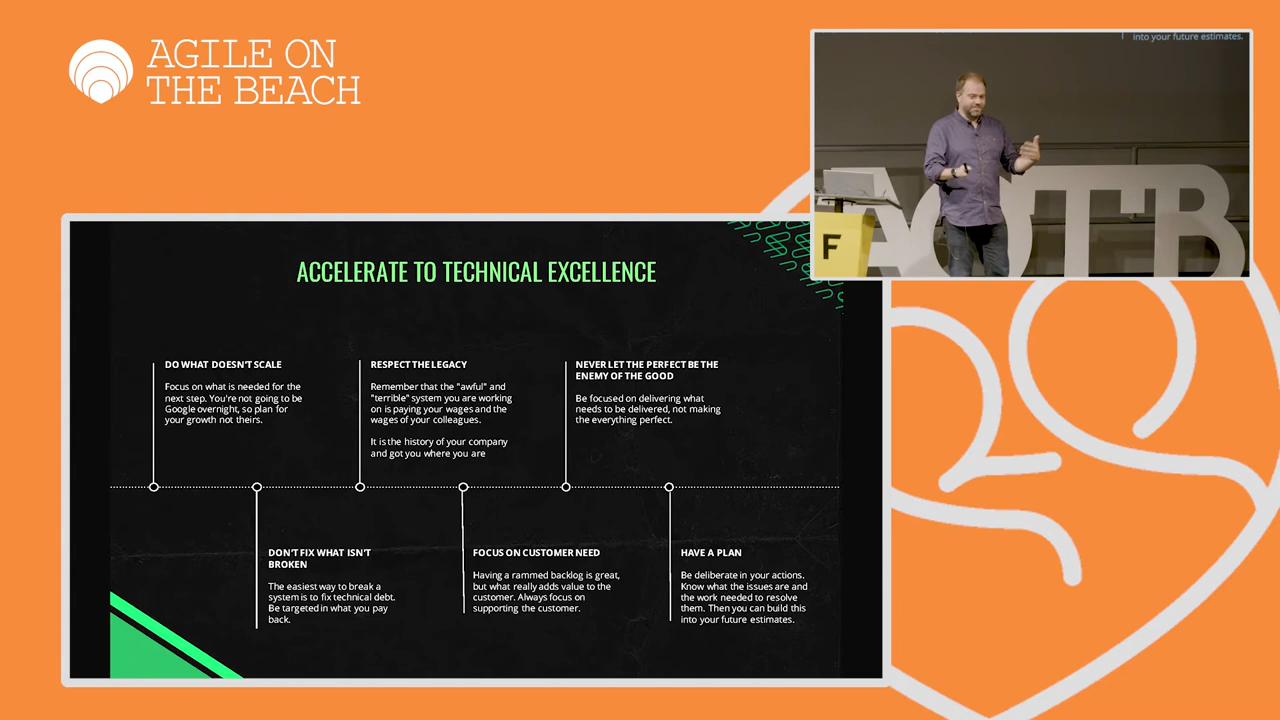 AGILE ON
THE BEACH
into your future estimates.
F
AOTB
ACCELERATE TO TECHNICAL EXCELLENCE
DO WHAT DOESN'T SCALE
Focus on what is needed for the
next step. You're not going to be
Google overnight, so plan for
your growth not theirs.
RESPECT THE LEGACY
Remember that the "awful" and
"terrible" system you are working
on is paying your wages and the
wages of your colleagues.
It is the history of your company
and got you where you are
NEVER LET THE PERFECT BE THE
ENEMY OF THE GOOD
Be focused on delivering what
needs to be delivered, not making
the everything perfect.
DON'T FIX WHAT ISN'T
BROKEN
The easiest way to break a
system is to fix technical debt.
Be targeted in what you pay
back.
FOCUS ON CUSTOMER NEED
Having a rammed backlog is great,
but what really adds value to the
customer. Always focus on
supporting the customer.
HAVE A PLAN
Be deliberate in your actions.
Know what the issues are and
the work needed to resolve
them. Then you can build this
into your future estimates.